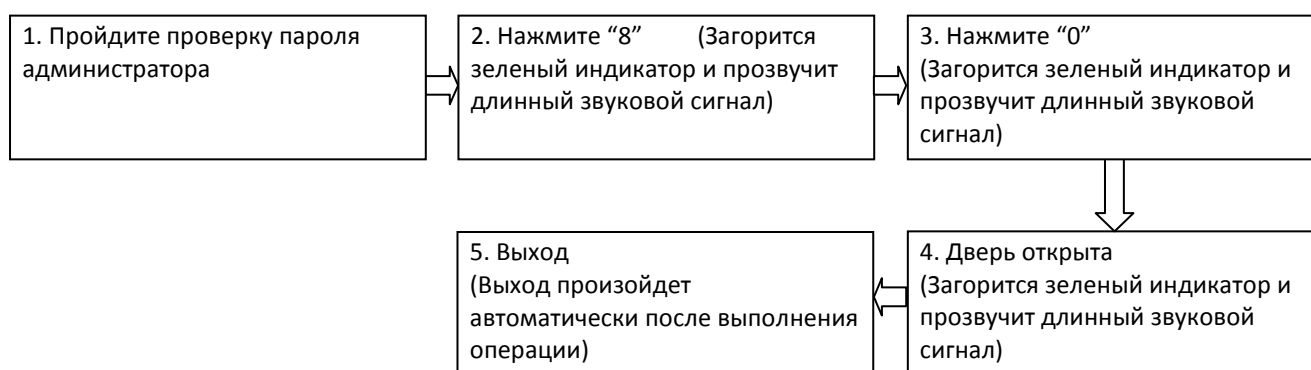 1. Пройдите проверку пароля
администратора
2. Нажмите “8” (Загорится
зеленый индикатор и прозвучит
длинный звуковой сигнал)
3. Нажмите “0”
(Загорится зеленый индикатор и
прозвучит длинный звуковой
сигнал)
4. Дверь открыта
(Загорится зеленый индикатор и
прозвучит длинный звуковой
сигнал)
5. Выход
(Выход произойдет
автоматически после выполнения
операции)